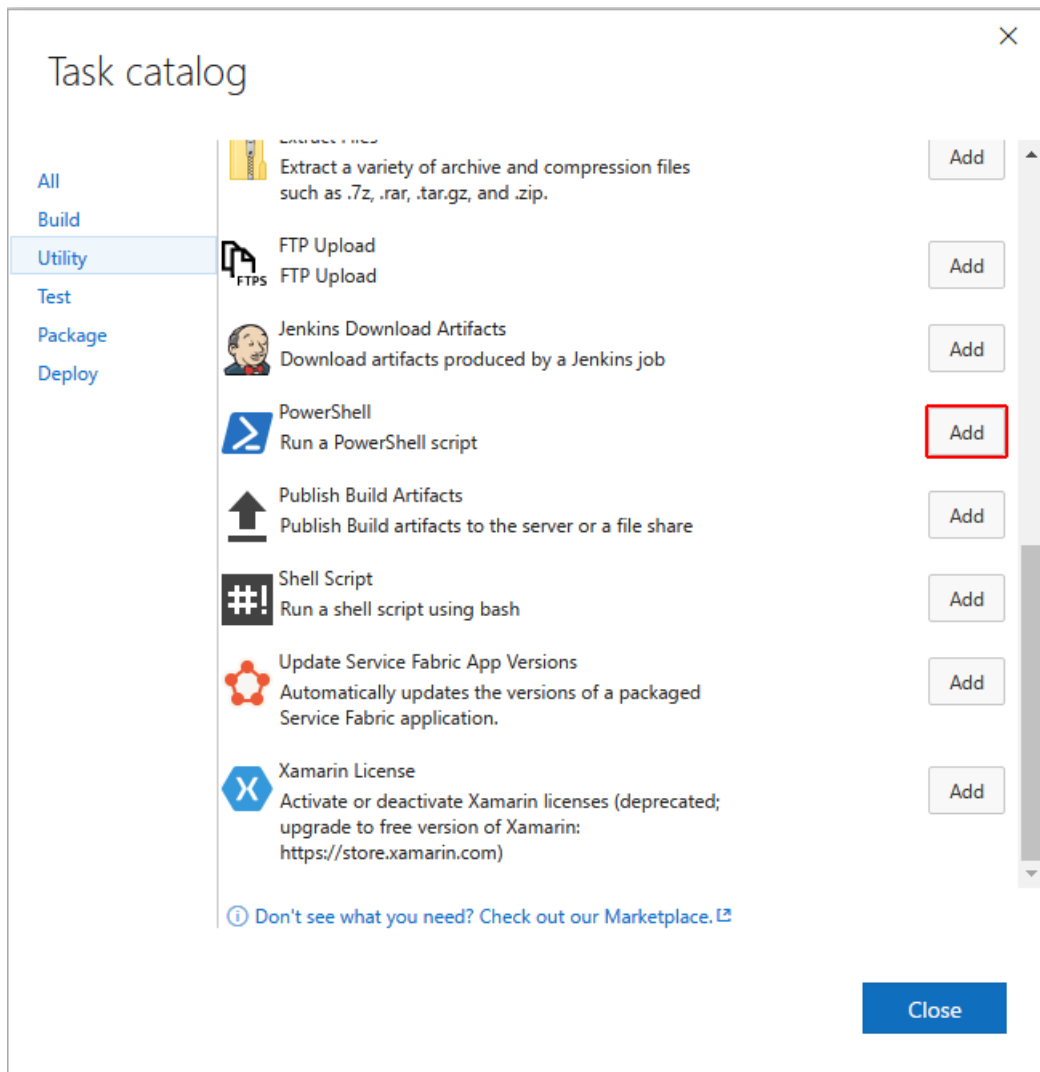 Task catalog
All
Build
Utility
Test
Package
Deploy
Extract Files
Extract a variety of archive and compression files
such as .7z, .rar, .tar.gz, and .zip.
Add
FTPS
FTP Upload
FTP Upload
Add
Jenkins Download Artifacts
Download artifacts produced by a Jenkins job
Add
PowerShell
Run a PowerShell script
Add
Publish Build Artifacts
Publish Build artifacts to the server or a file share
Add
#!
Shell Script
Run a shell script using bash
Add
Update Service Fabric App Versions
Automatically updates the versions of a packaged
Service Fabric application.
Add
Xamarin License
Activate or deactivate Xamarin licenses (deprecated;
upgrade to free version of Xamarin:
https://store.xamarin.com)
Add
Don't see what you need? Check out our Marketplace.
Close